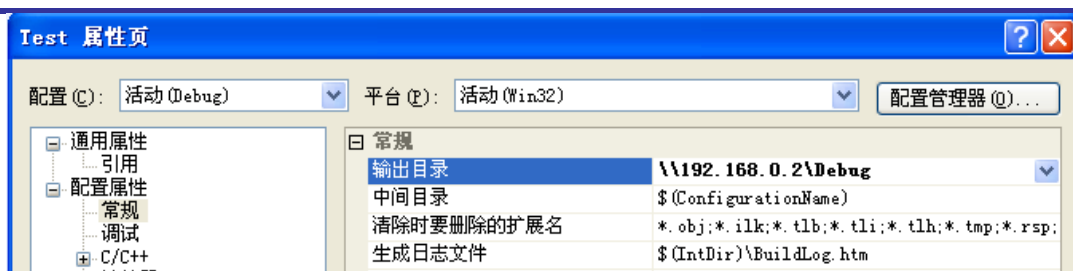 Test 属性页
配置(C): 活动(Debug) 平台(P): 活动(Win32) 配置管理器(O)...
通用属性
引用
配置属性
常规
调试
C/C++
常规
输出目录 \\192.168.0.2\Debug
中间目录 $(ConfigurationName)
清除时要删除的扩展名 *.obj;*.ilk;*.tlb;*.tli;*.tlh;*.tmp;*.rsp;
生成日志文件 $(IntDir)\BuildLog.htm